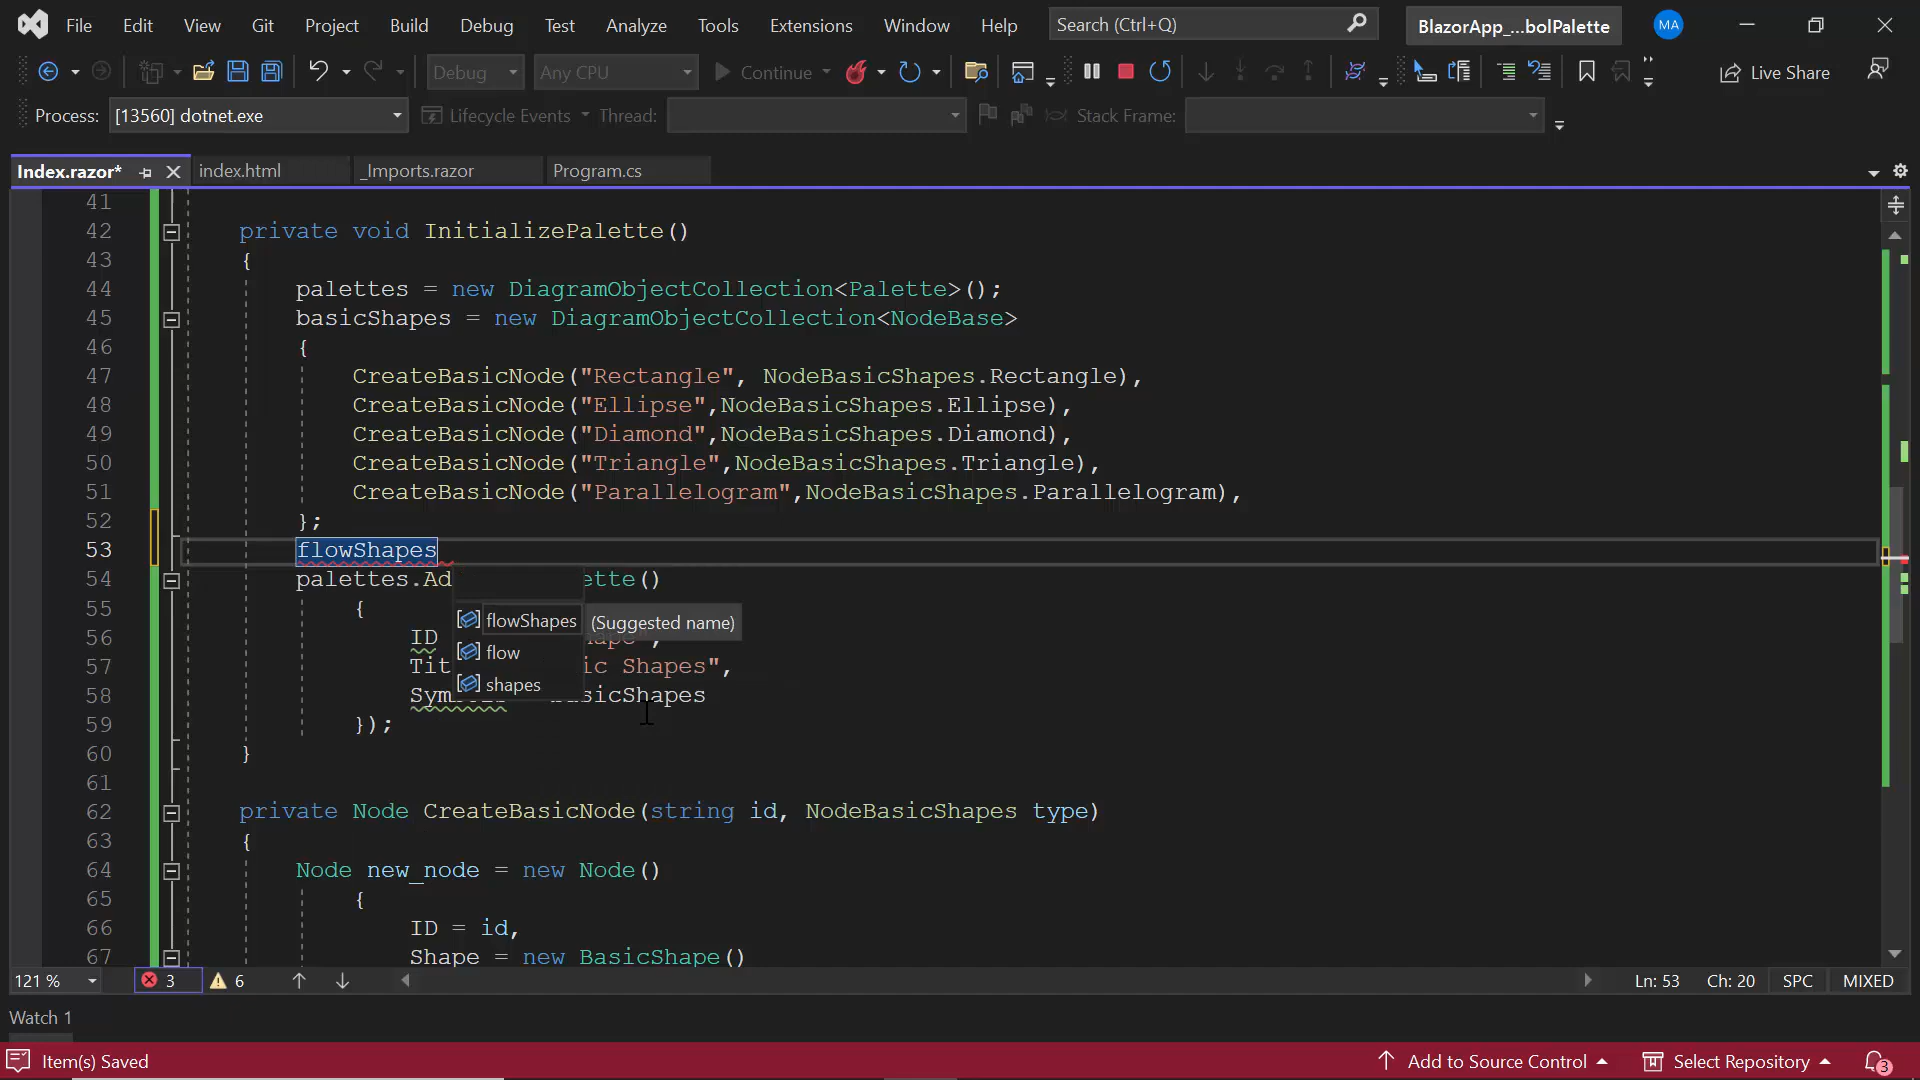 File Edit View Git Project Build Debug Test Analyze Tools Extensions Window Help Search (Ctrl+Q) BlazorApp_...bolPalette MA
Debug Any CPU Continue Live Share
Process: [13560] dotnet.exe Lifecycle Events Thread: Stack Frame:
Index.razor* index.html _Imports.razor Program.cs
41
42 private void InitializePalette()
43 {
44 palettes = new DiagramObjectCollection<Palette>();
45 basicShapes = new DiagramObjectCollection<NodeBase>
46 {
47 CreateBasicNode("Rectangle", NodeBasicShapes.Rectangle),
48 CreateBasicNode("Ellipse",NodeBasicShapes.Ellipse),
49 CreateBasicNode("Diamond",NodeBasicShapes.Diamond),
50 CreateBasicNode("Triangle",NodeBasicShapes.Triangle),
51 CreateBasicNode("Parallelogram",NodeBasicShapes.Parallelogram),
52 };
53 flowShapes
54 palettes.Ad ette()
55 {
flowShapes (Suggested name)
56 ID
flow
57 Tit ic Shapes",
shapes
58 Sym sicShapes
59 });
60 }
61
62 private Node CreateBasicNode(string id, NodeBasicShapes type)
63 {
64 Node new_node = new Node()
65 {
66 ID = id,
67 Shape = new BasicShape()
121 % 3 6 Ln: 53 Ch: 20 SPC MIXED
Watch 1
Item(s) Saved Add to Source Control Select Repository 3